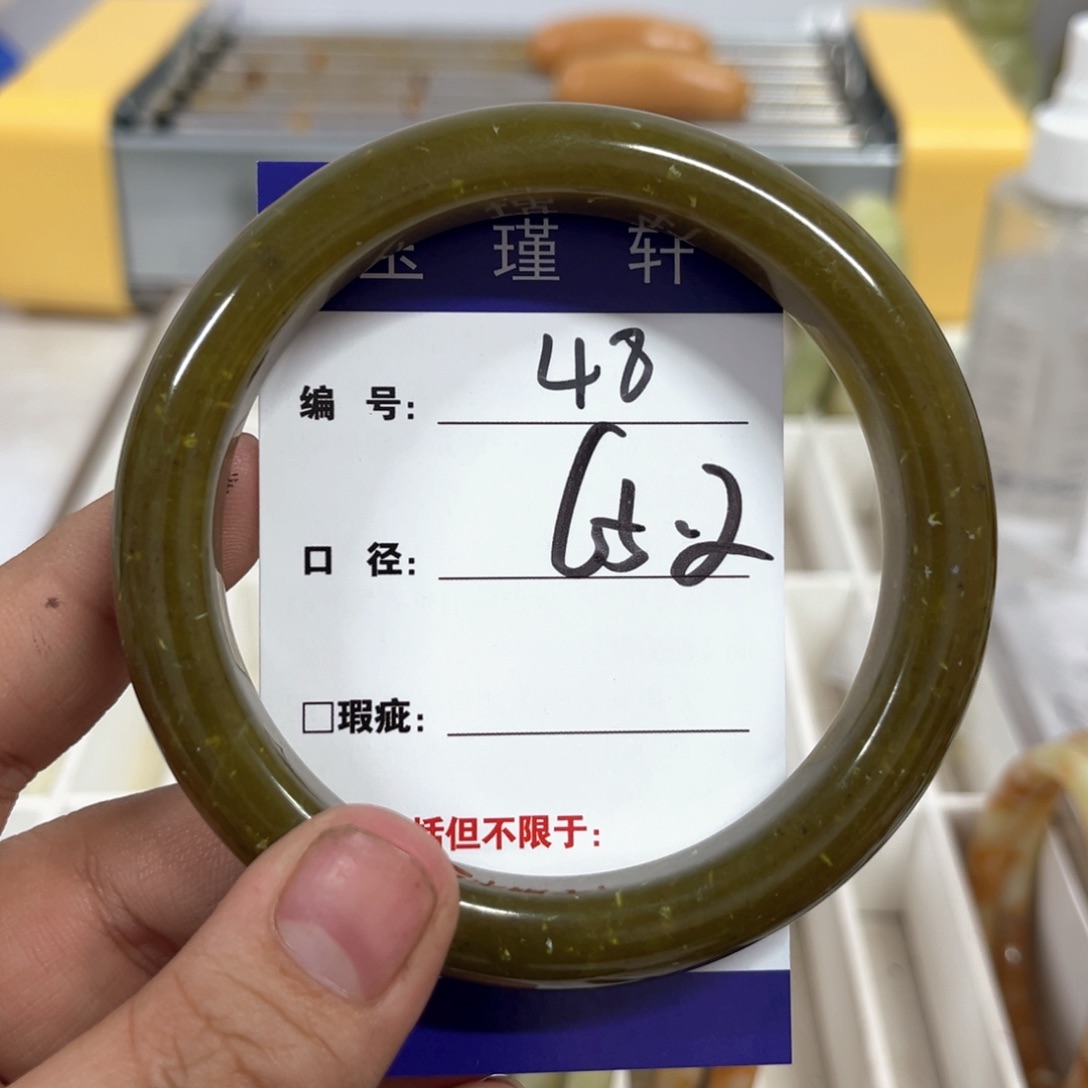 瑾 轩
编 号: 48
口 径: 65.2
□瑕疵:
括但不限于: